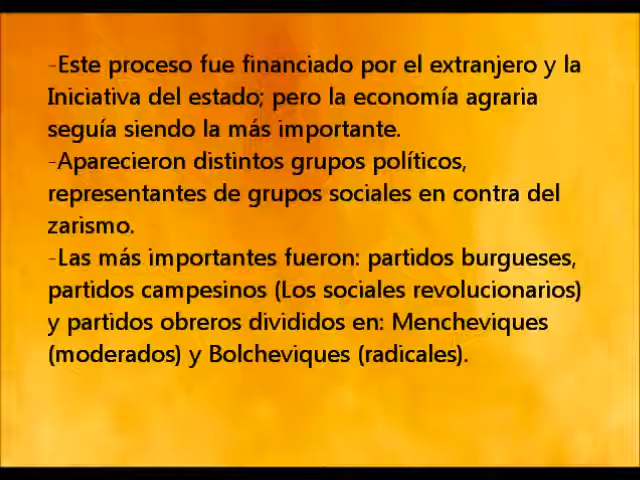 -Este proceso fue financiado por el extranjero y la
Iniciativa del estado; pero la economía agraria
seguía siendo la más importante.
-Aparecieron distintos grupos políticos,
representantes de grupos sociales en contra del
zarismo.
-Las más importantes fueron: partidos burgueses,
partidos campesinos (Los sociales revolucionarios)
y partidos obreros divididos en: Mencheviques
(moderados) y Bolcheviques (radicales).